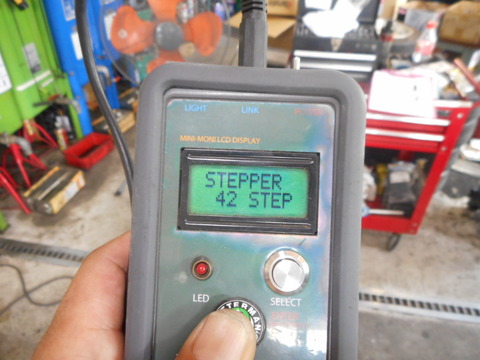 LIGHT LINK
MINI-MONI LCD DISPLAY
STEPPER
42 STEP
LED
SELECT